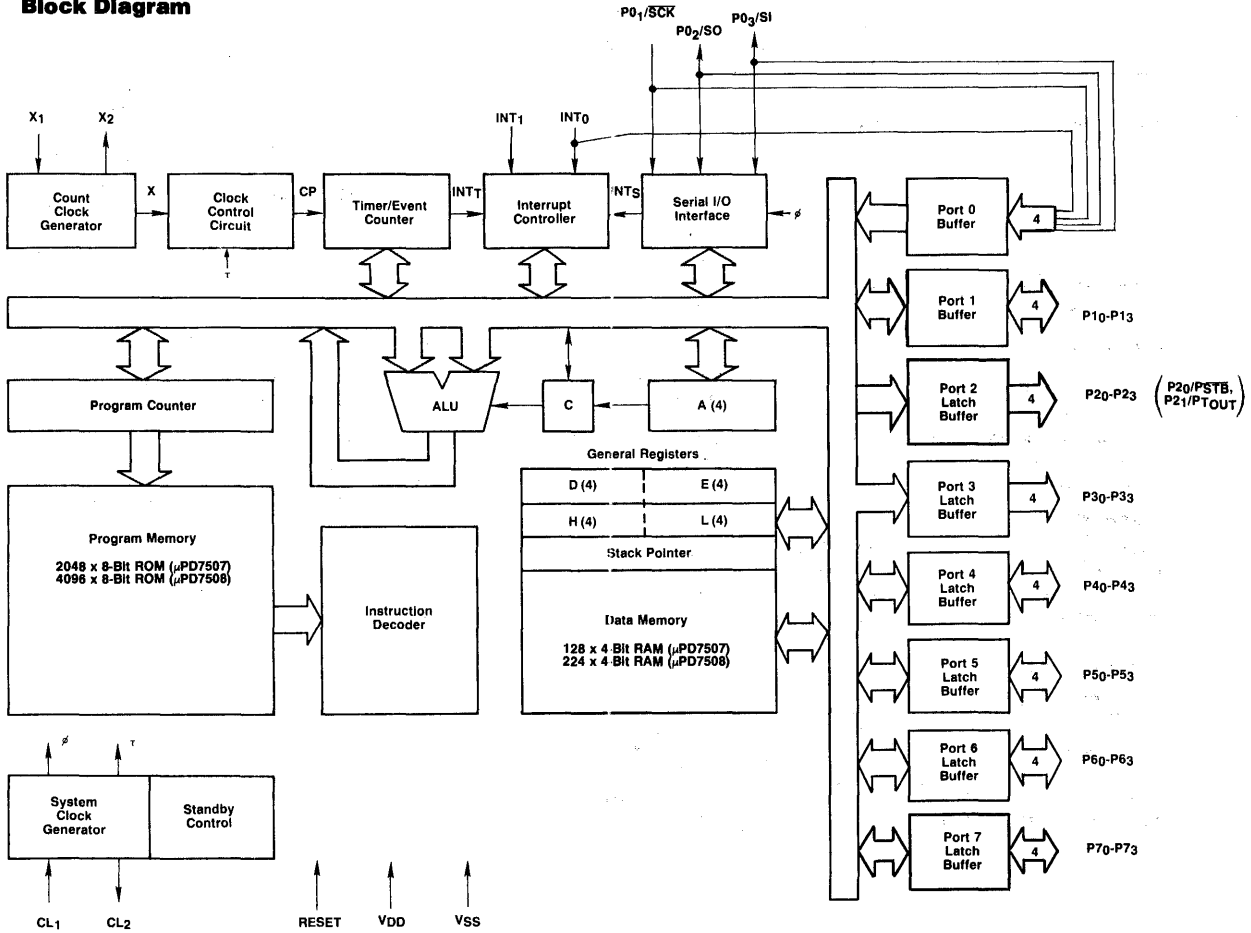 Block Diagram
P0₁/S̅C̅K̅
P0₂/SO
P0₃/SI
X₁
X₂
INT₁
INT₀
Count
Clock
Generator
X
Clock
Control
Circuit
τ
CP
Timer/Event
Counter
INTT
Interrupt
Controller
INTS
Serial I/O
Interface
ø
Port 0
Buffer
4
Port 1
Buffer
4
P1₀-P1₃
Port 2
Latch
Buffer
4
P2₀-P2₃
(P2₀/PS̅T̅B̅,
P2₁/PTOUT)
Port 3
Latch
Buffer
4
P3₀-P3₃
Port 4
Latch
Buffer
4
P4₀-P4₃
Port 5
Latch
Buffer
4
P5₀-P5₃
Port 6
Latch
Buffer
4
P6₀-P6₃
Port 7
Latch
Buffer
4
P7₀-P7₃
Program Counter
ALU
C
A (4)
General Registers
D (4)
E (4)
H (4)
L (4)
Stack Pointer
Data Memory
128 x 4-Bit RAM (μPD7507)
224 x 4-Bit RAM (μPD7508)
Program Memory
2048 x 8-Bit ROM (μPD7507)
4096 x 8-Bit ROM (μPD7508)
Instruction
Decoder
ø
τ
System
Clock
Generator
Standby
Control
CL₁
CL₂
RESET
VDD
VSS